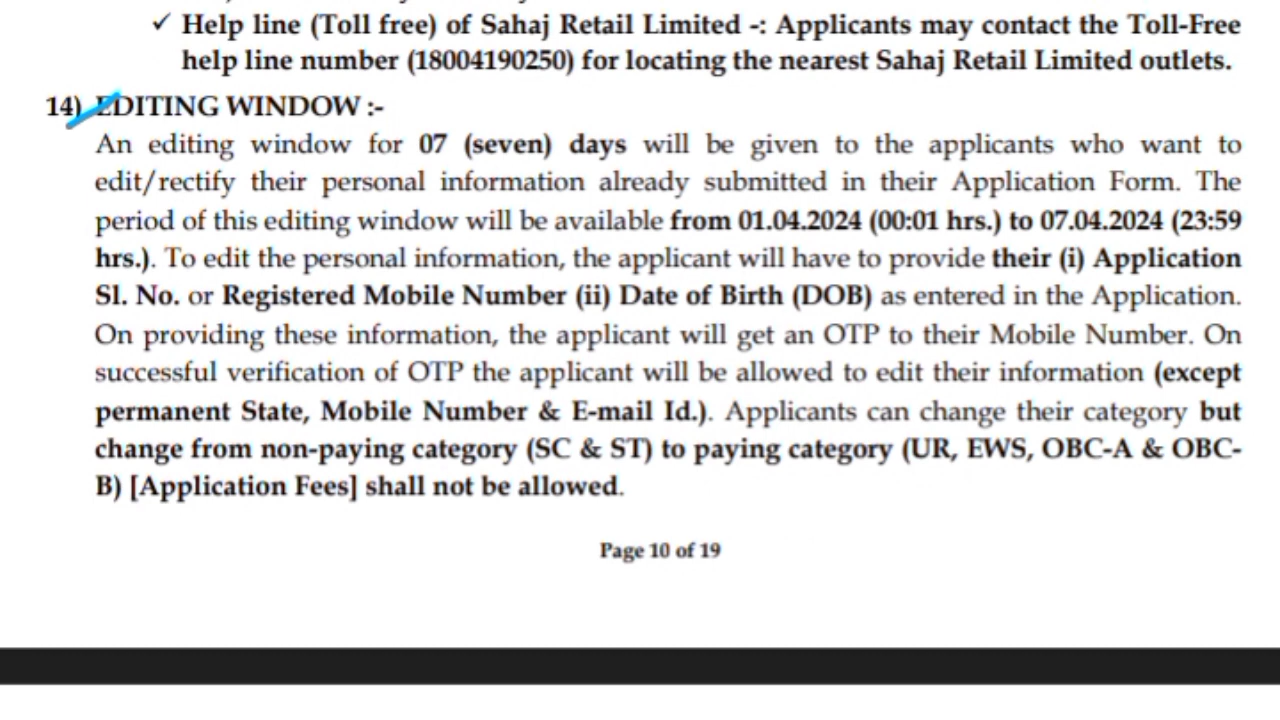 ✓ Help line (Toll free) of Sahaj Retail Limited -: Applicants may contact the Toll-Free
help line number (18004190250) for locating the nearest Sahaj Retail Limited outlets.
14) EDITING WINDOW :-
An editing window for 07 (seven) days will be given to the applicants who want to
edit/rectify their personal information already submitted in their Application Form. The
period of this editing window will be available from 01.04.2024 (00:01 hrs.) to 07.04.2024 (23:59
hrs.). To edit the personal information, the applicant will have to provide their (i) Application
Sl. No. or Registered Mobile Number (ii) Date of Birth (DOB) as entered in the Application.
On providing these information, the applicant will get an OTP to their Mobile Number. On
successful verification of OTP the applicant will be allowed to edit their information (except
permanent State, Mobile Number & E-mail Id.). Applicants can change their category but
change from non-paying category (SC & ST) to paying category (UR, EWS, OBC-A & OBC-
B) [Application Fees] shall not be allowed.
Page 10 of 19